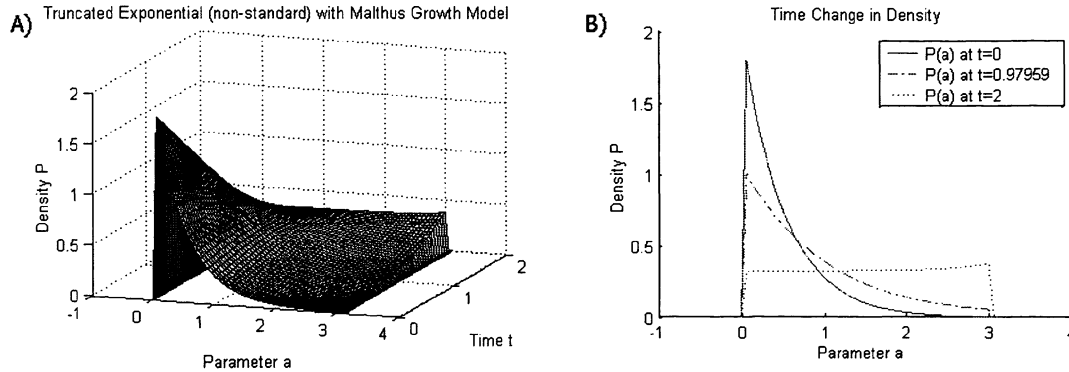 A)
Truncated Exponential (non-standard) with Malthus Growth Model
2
1.5
1
0.5
0
Density P
-1
0
1
2
3
4
Parameter a
0
1
2
Time t
B)
Time Change in Density
2
1.5
1
0.5
0
Density P
-1
0
1
2
3
4
Parameter a
P(a) at t=0
P(a) at t=0.97959
P(a) at t=2